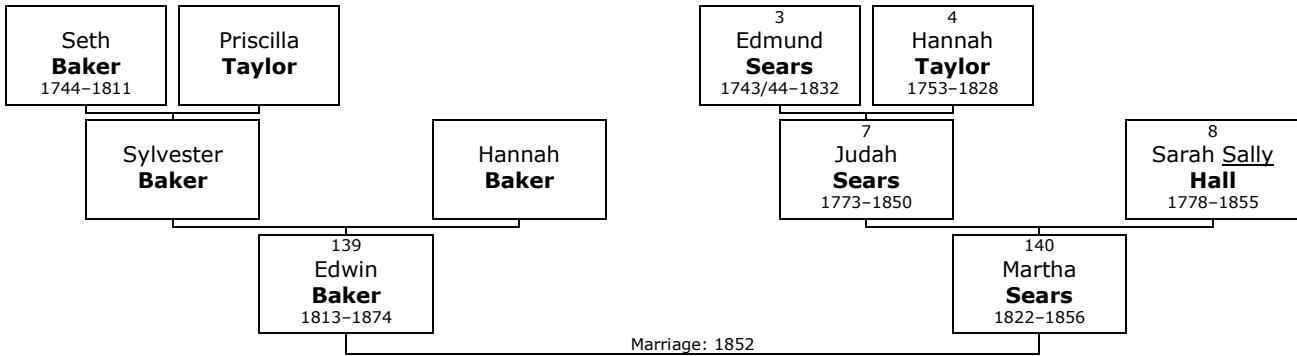 Seth
Baker
1744–1811
Priscilla
Taylor
3
Edmund
Sears
1743/44–1832
4
Hannah
Taylor
1753–1828
Sylvester
Baker
Hannah
Baker
7
Judah
Sears
1773–1850
8
Sarah Sally
Hall
1778–1855
139
Edwin
Baker
1813–1874
140
Martha
Sears
1822–1856
Marriage: 1852